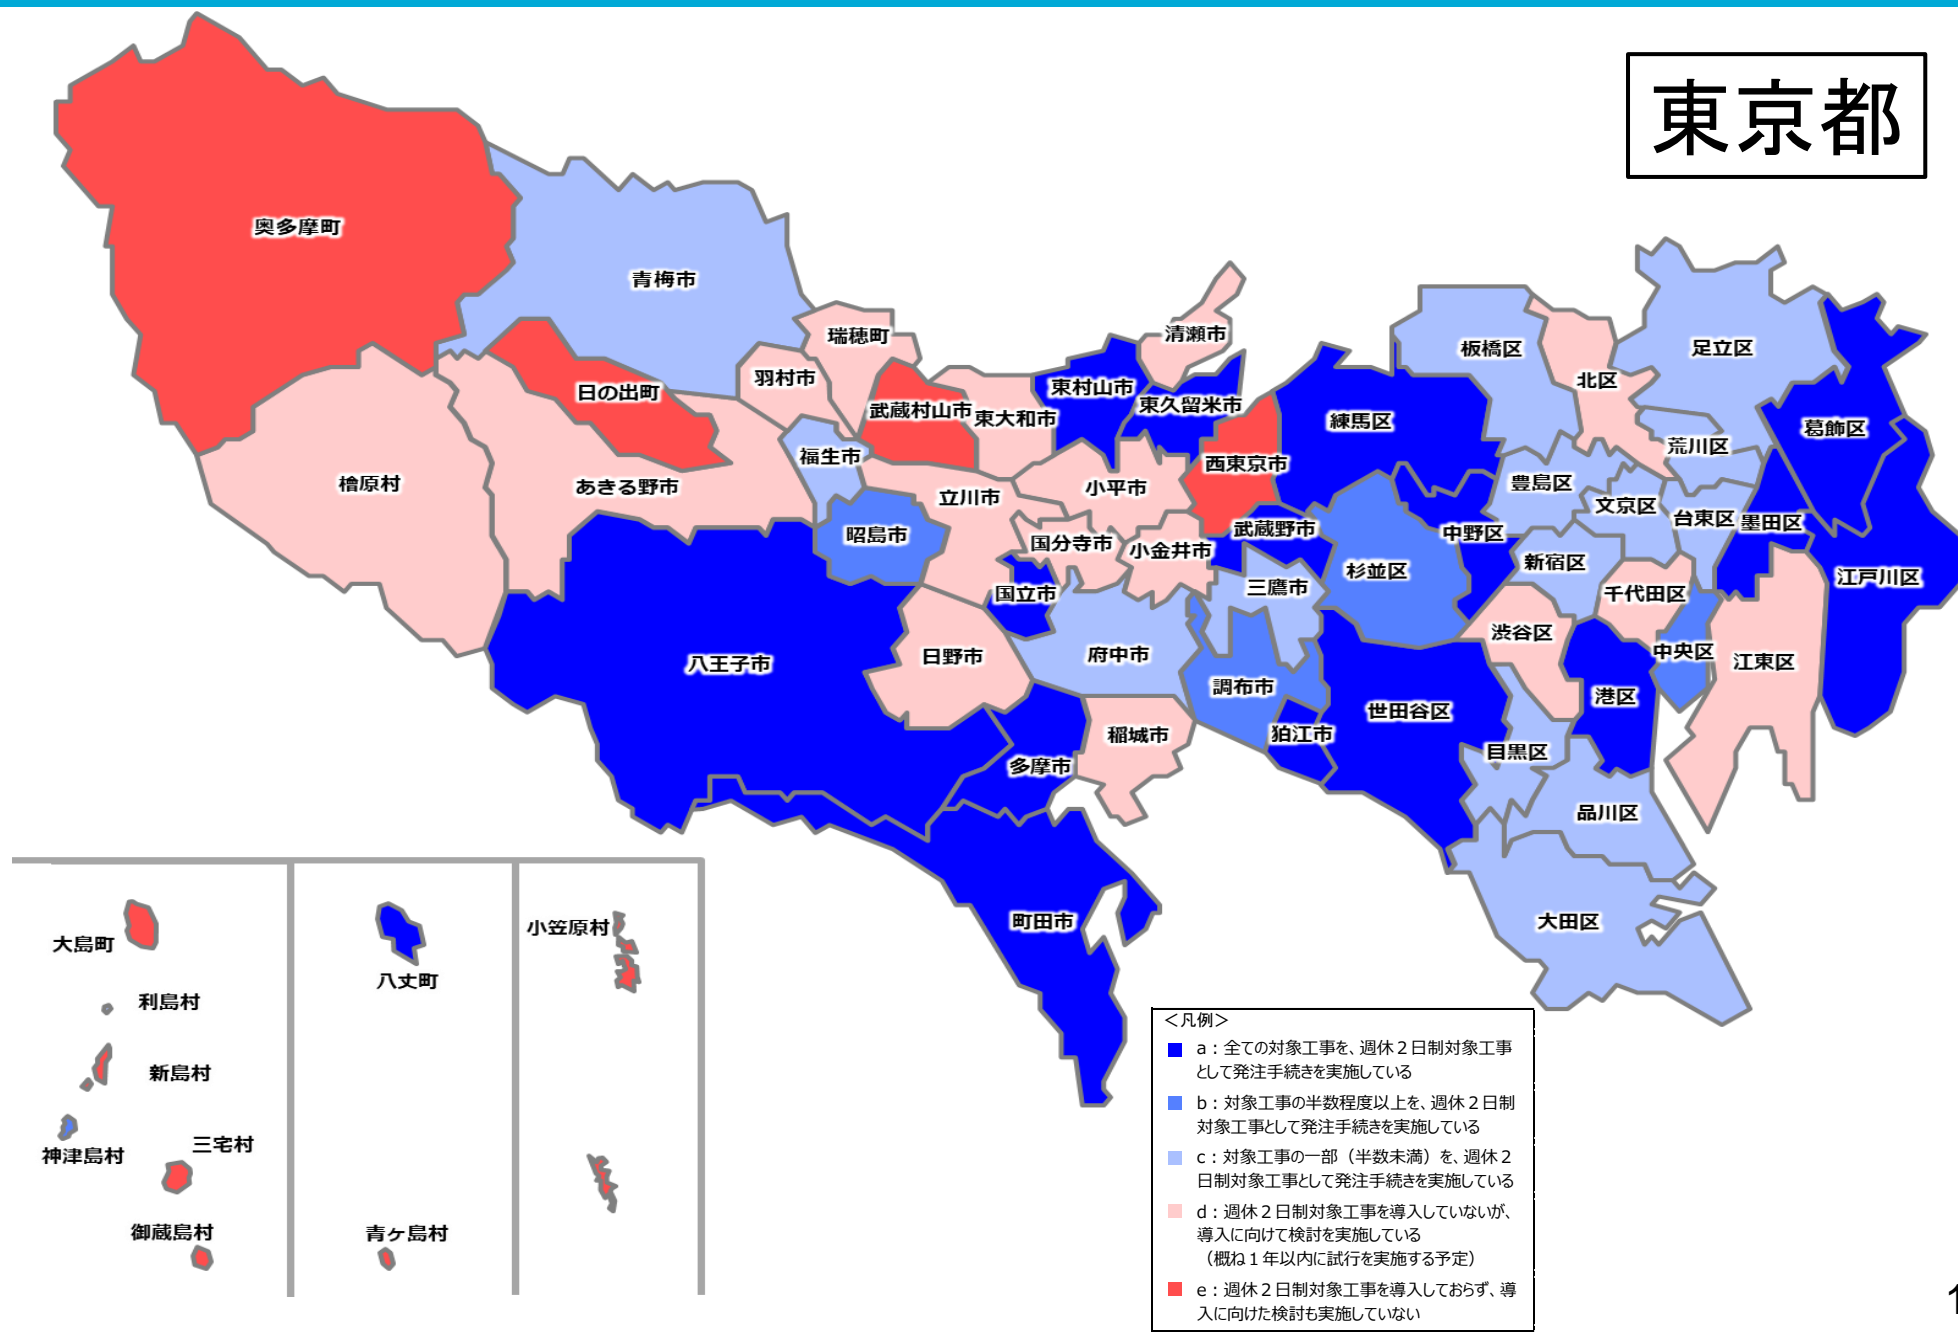 東京都
奥多摩町
青梅市
瑞穂町
清瀬市
板橋区
足立区
羽村市
日の出町
武蔵村山市
東大和市
東村山市
東久留米市
練馬区
北区
葛飾区
荒川区
福生市
檜原村
あきる野市
立川市
小平市
西東京市
豊島区
文京区
台東区
墨田区
昭島市
国分寺市
小金井市
武蔵野市
中野区
新宿区
杉並区
江戸川区
国立市
三鷹市
千代田区
渋谷区
八王子市
日野市
府中市
中央区
江東区
調布市
港区
世田谷区
稲城市
狛江市
目黒区
多摩市
品川区
町田市
大田区
大島町
利島村
新島村
神津島村
三宅村
御蔵島村
八丈町
青ヶ島村
小笠原村
＜凡例＞
a：全ての対象工事を、週休２日制対象工事
として発注手続きを実施している
b：対象工事の半数程度以上を、週休２日制
対象工事として発注手続きを実施している
c：対象工事の一部（半数未満）を、週休２
日制対象工事として発注手続きを実施している
d：週休２日制対象工事を導入していないが、
導入に向けて検討を実施している
（概ね１年以内に試行を実施する予定）
e：週休２日制対象工事を導入しておらず、導
入に向けた検討も実施していない